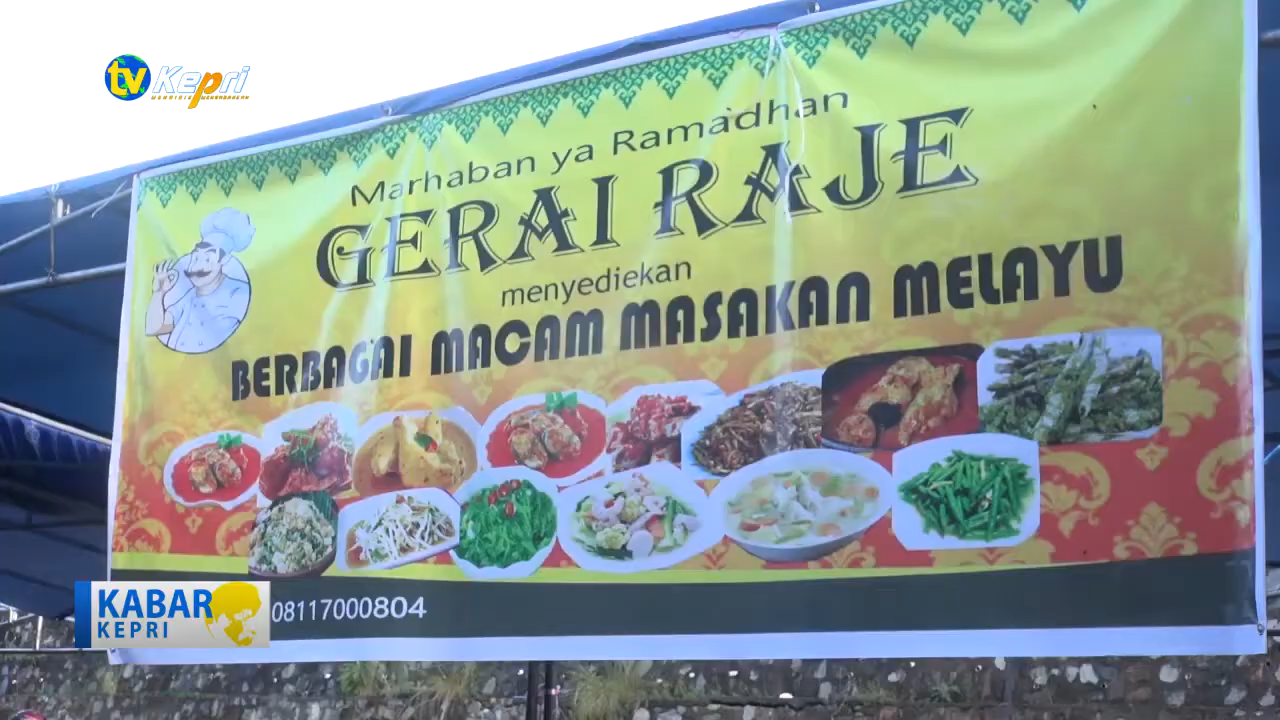 tv Kepri
Marhaban ya Ramadhan
GERAI RAJE
menyediekan
BERBAGAI MACAM MASAKAN MELAYU
08117000804
KABAR
KEPRI